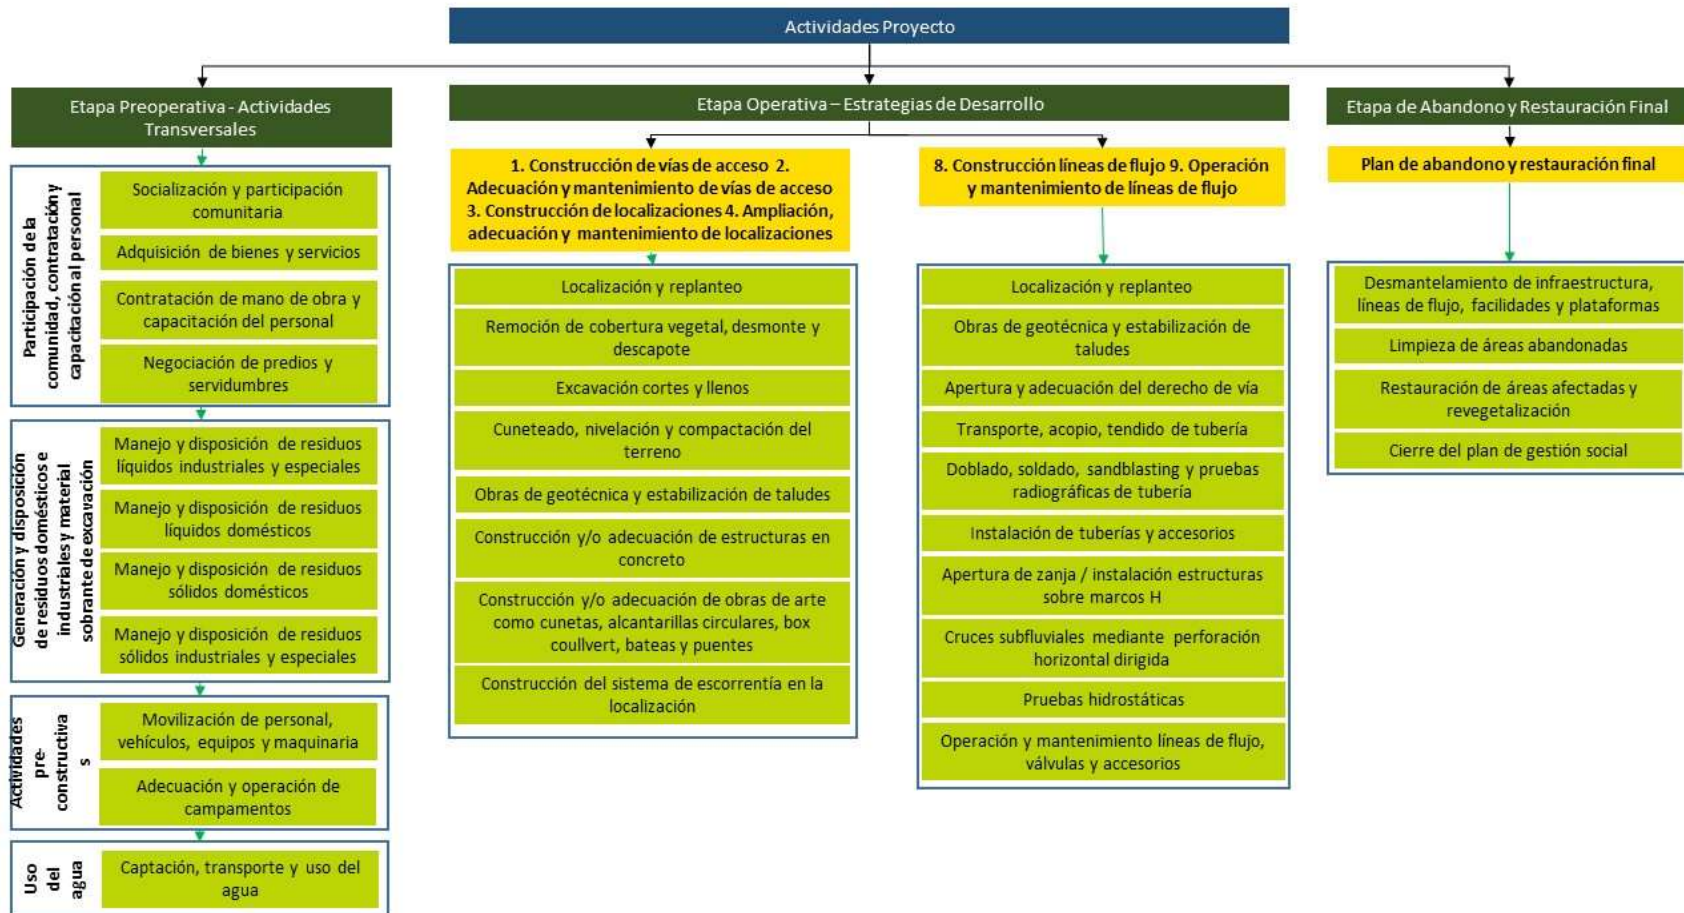 Actividades Proyecto
Etapa Preoperativa - Actividades
Transversales
Participación de la
comunidad, contratación y
capacitación al personal
Socialización y participación
comunitaria
Adquisición de bienes y servicios
Contratación de mano de obra y
capacitación del personal
Negociación de predios y
servidumbres
Generación y disposición
de residuos domésticos e
industriales y material
sobrante de excavación
Manejo y disposición de residuos
líquidos industriales y especiales
Manejo y disposición de residuos
líquidos domésticos
Manejo y disposición de residuos
sólidos domésticos
Manejo y disposición de residuos
sólidos industriales y especiales
Actividades
pre-
constructiva
s
Movilización de personal,
vehículos, equipos y maquinaria
Adecuación y operación de
campamentos
Uso
del
agua
Captación, transporte y uso del
agua
Etapa Operativa – Estrategias de Desarrollo
1. Construcción de vías de acceso 2.
Adecuación y mantenimiento de vías de acceso
3. Construcción de localizaciones 4. Ampliación,
adecuación y mantenimiento de localizaciones
Localización y replanteo
Remoción de cobertura vegetal, desmonte y
descapote
Excavación cortes y llenos
Cuneteado, nivelación y compactación del
terreno
Obras de geotécnica y estabilización de taludes
Construcción y/o adecuación de estructuras en
concreto
Construcción y/o adecuación de obras de arte
como cunetas, alcantarillas circulares, box
coullvert, bateas y puentes
Construcción del sistema de escorrentía en la
localización
8. Construcción líneas de flujo 9. Operación
y mantenimiento de líneas de flujo
Localización y replanteo
Obras de geotécnica y estabilización de
taludes
Apertura y adecuación del derecho de vía
Transporte, acopio, tendido de tubería
Doblado, soldado, sandblasting y pruebas
radiográficas de tubería
Instalación de tuberías y accesorios
Apertura de zanja / instalación estructuras
sobre marcos H
Cruces subfluviales mediante perforación
horizontal dirigida
Pruebas hidrostáticas
Operación y mantenimiento líneas de flujo,
válvulas y accesorios
Etapa de Abandono y Restauración Final
Plan de abandono y restauración final
Desmantelamiento de infraestructura,
líneas de flujo, facilidades y plataformas
Limpieza de áreas abandonadas
Restauración de áreas afectadas y
revegetalización
Cierre del plan de gestión social